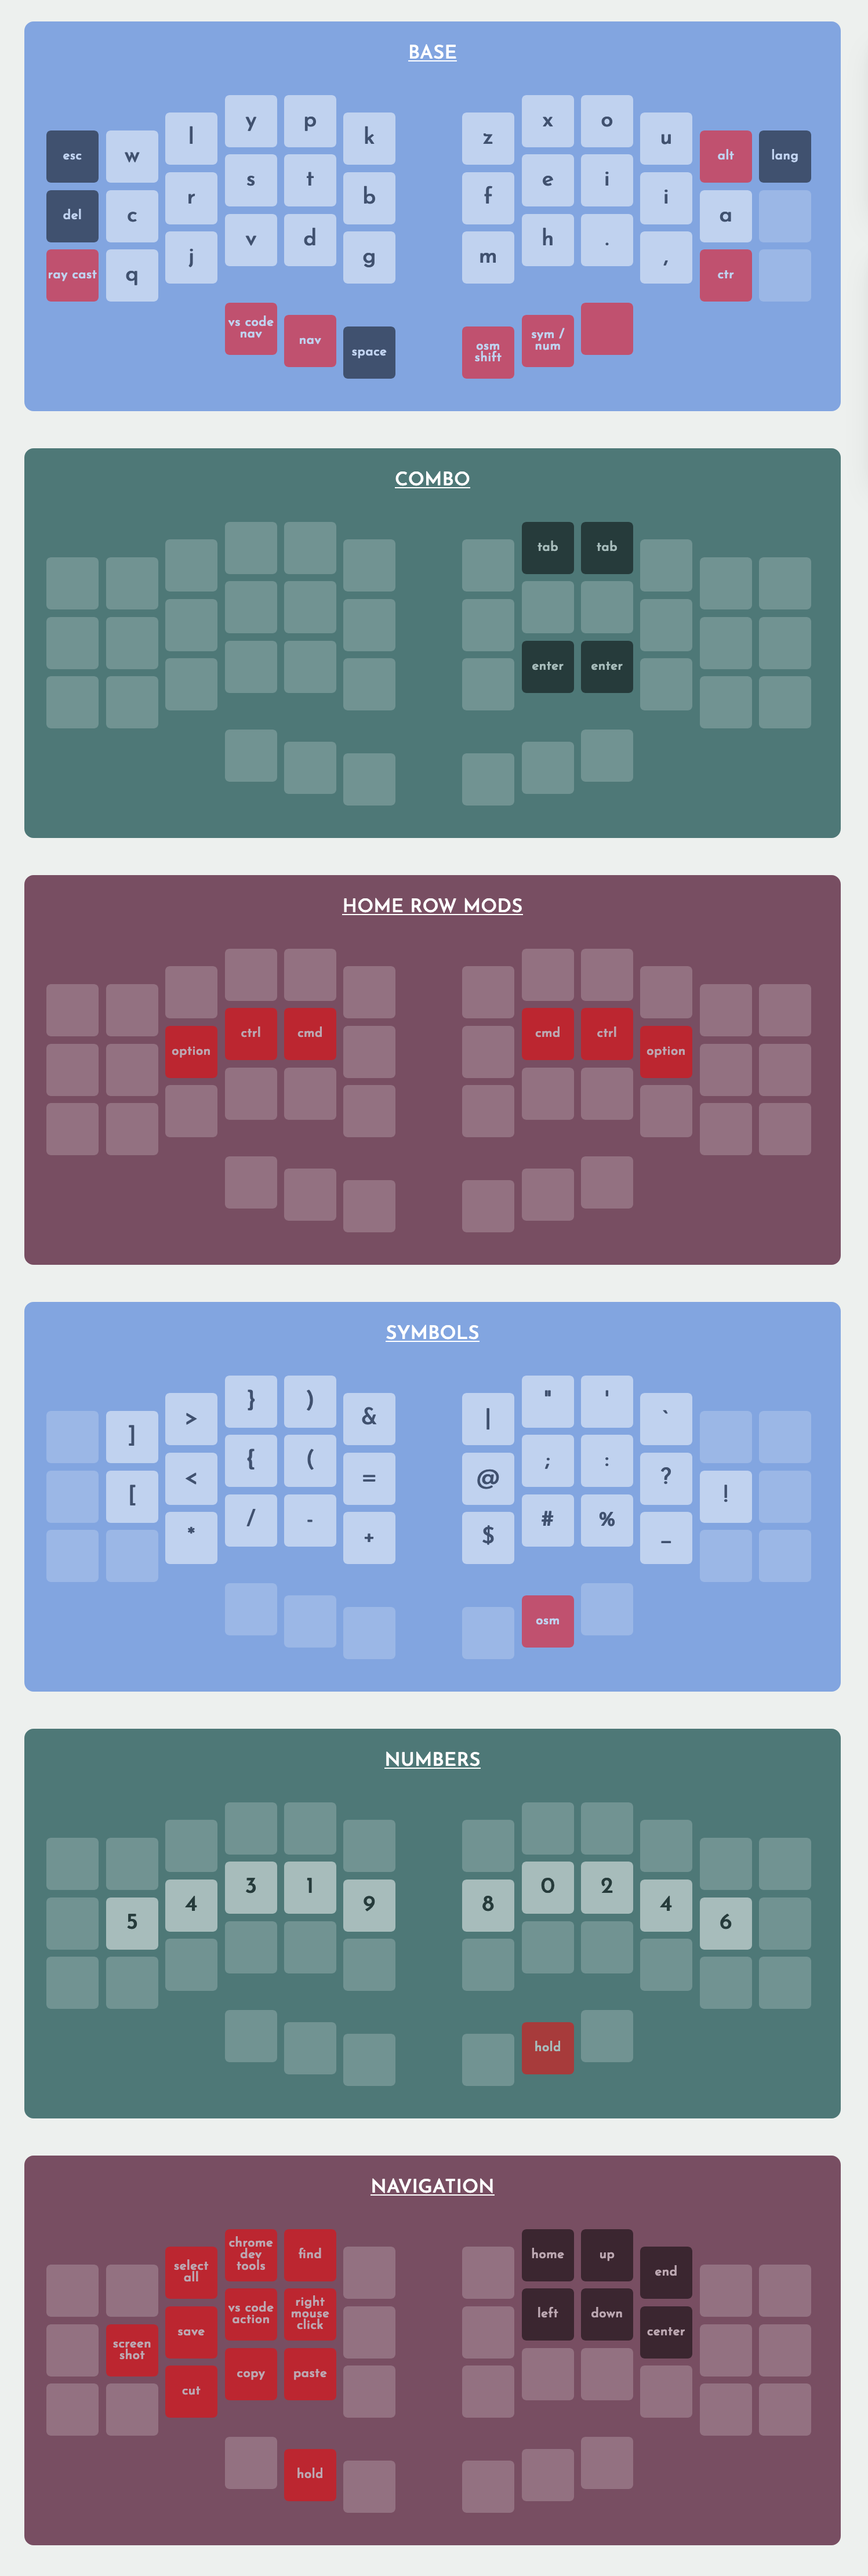 BASE
y p x o
l k z u
esc w alt lang
s t e i
r b f i
del c a
v d h .
j g m ,
ray cast q ctr
vs code
nav
nav
space
osm
shift
sym /
num
COMBO
tab tab
enter enter
HOME ROW MODS
ctrl cmd cmd ctrl
option option
SYMBOLS
} ) " '
> & | `
]
{ ( ; :
< = @ ?
[ !
/ - # %
* + $ _
osm
NUMBERS
3 1 0 2
4 9 8 4
5 6
hold
NAVIGATION
chrome
dev
tools
find
home up
select
all
end
vs code
action
right
mouse
click
left down
save
center
screen
shot
copy paste
cut
hold